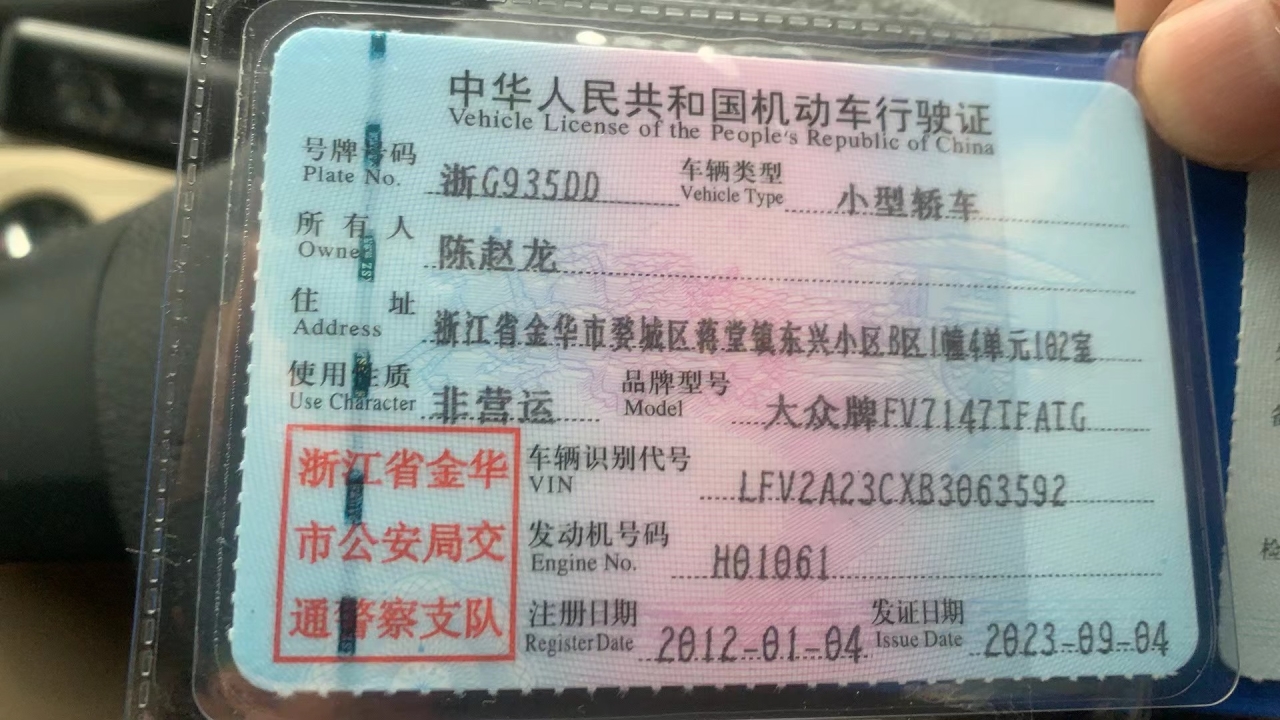 中华人民共和国机动车行驶证
Vehicle License of the People's Republic of China
号牌号码 浙G935DD 车辆类型 小型轿车
Plate No. Vehicle Type
所有人 陈赵龙
Owner
住址 浙江省金华市婺城区蒋堂镇东兴小区B区1幢4单元102室
Address
使用性质 非营运 品牌型号 大众牌FV7147TFATG
Use Character Model
浙江省金华
市公安局交
通警察支队
车辆识别代号 LFV2A23CXB3063592
VIN
发动机号码 H01061
Engine No.
注册日期 2012-01-04 发证日期 2023-09-04
Register Date Issue Date
检